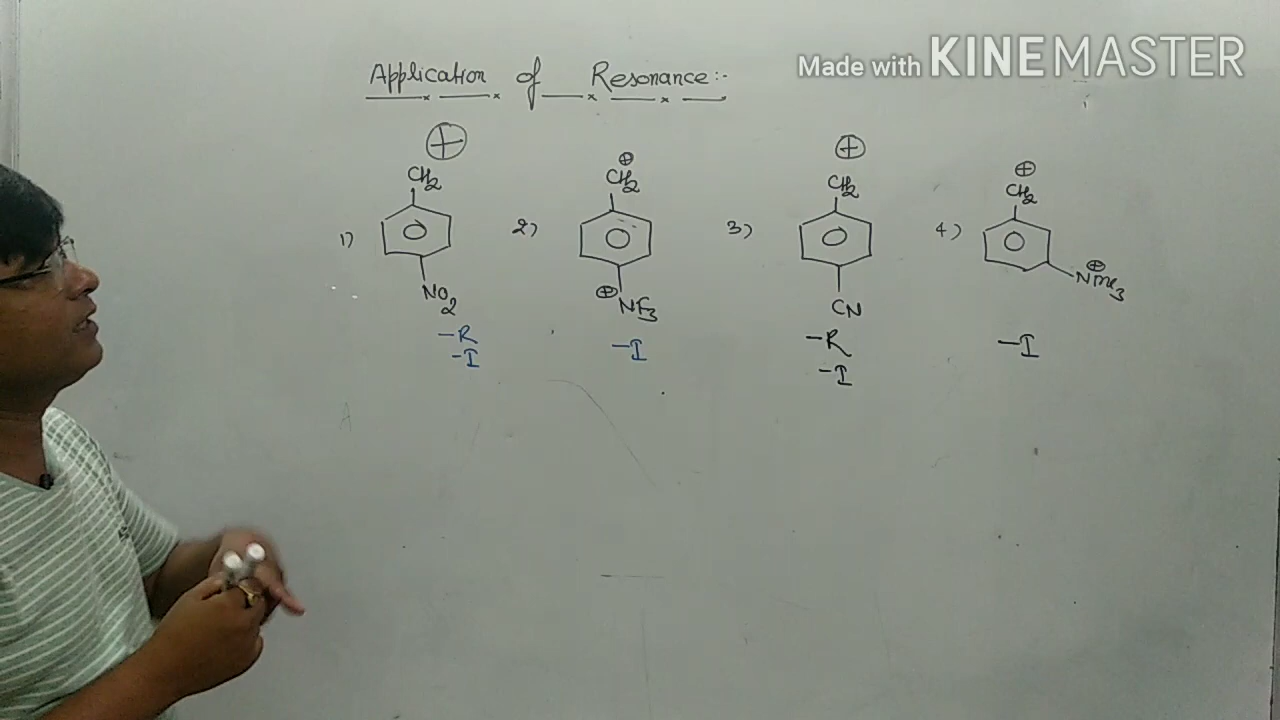 Made with KINEMASTER
Application of Resonance:-
1) ⊕ CH2 NO2 -R -I
2) ⊕ CH2 ⊕ NF3 -I
3) ⊕ CH2 CN -R -I
4) ⊕ CH2 ⊕ NMe3 -I